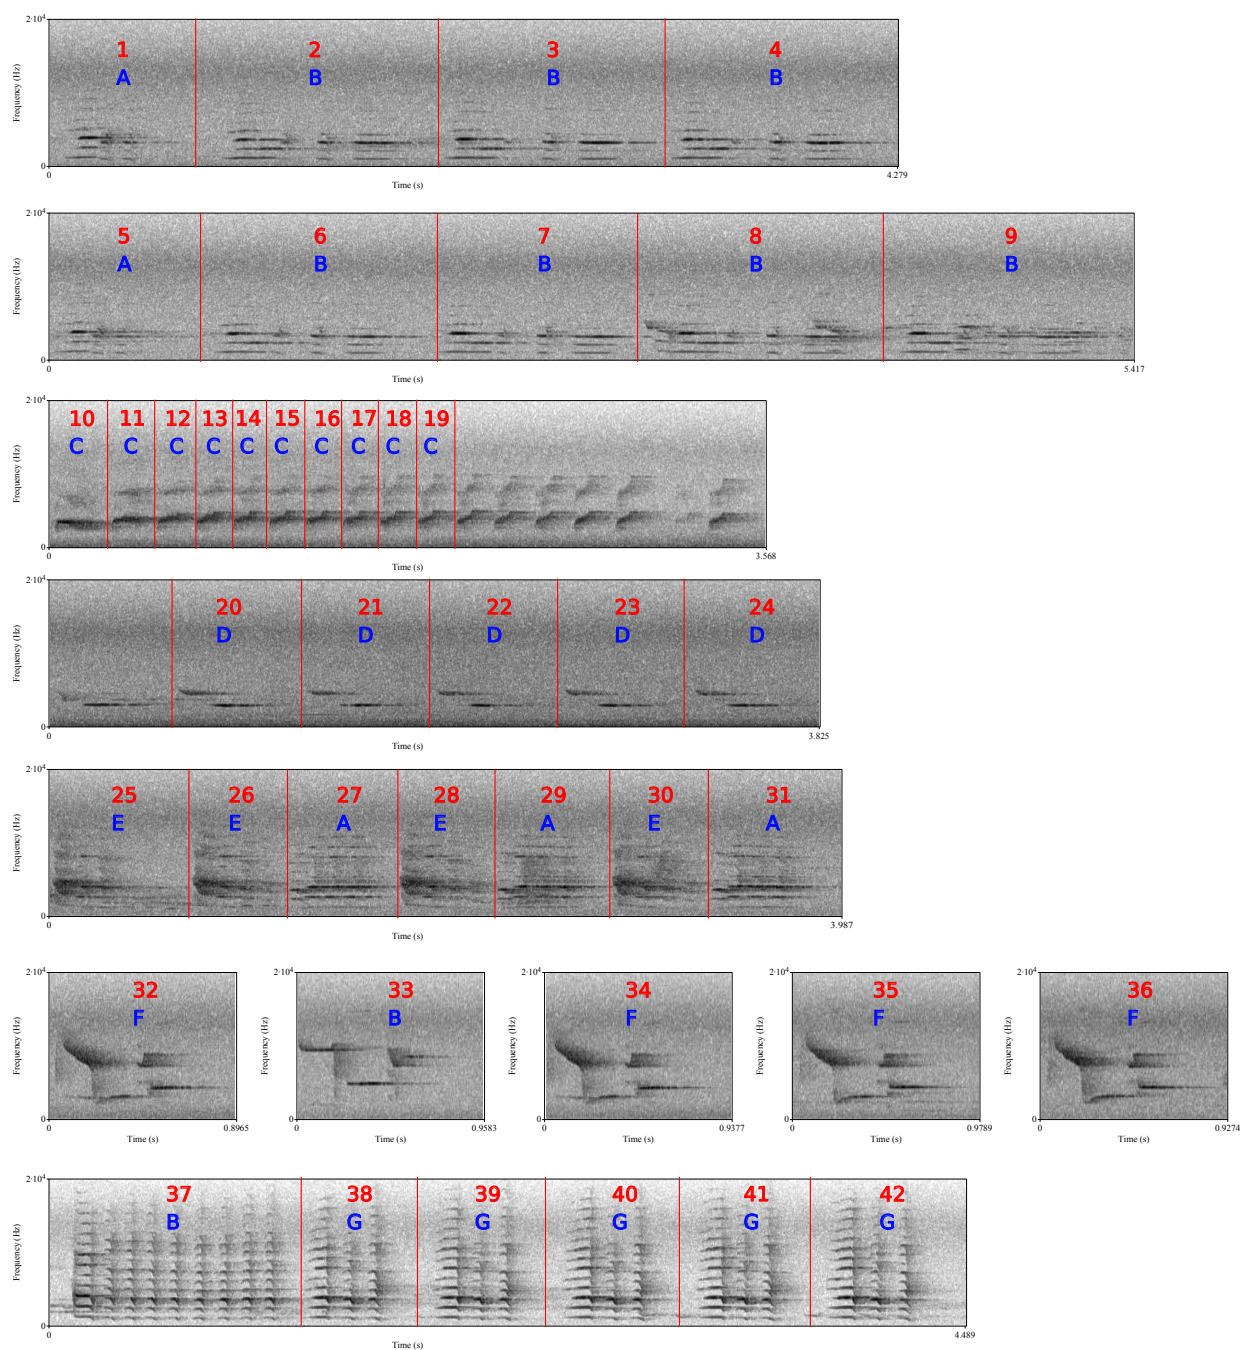 2·10⁴
Frequency (Hz)
1 2 3 4
A B B B
0
0 4.279
Time (s)
2·10⁴
Frequency (Hz)
5 6 7 8 9
A B B B B
0
0 5.417
Time (s)
2·10⁴
Frequency (Hz)
10 11 12 13 14 15 16 17 18 19
C C C C C C C C C C
0
0 3.568
Time (s)
2·10⁴
Frequency (Hz)
20 21 22 23 24
D D D D D
0
0 3.825
Time (s)
2·10⁴
Frequency (Hz)
25 26 27 28 29 30 31
E E A E A E A
0
0 3.987
Time (s)
2·10⁴ 2·10⁴ 2·10⁴ 2·10⁴ 2·10⁴
Frequency (Hz) Frequency (Hz) Frequency (Hz) Frequency (Hz) Frequency (Hz)
32 33 34 35 36
F B F F F
0 0 0 0 0
0 0.8965 0 0.9583 0 0.9377 0 0.9789 0 0.9274
Time (s) Time (s) Time (s) Time (s) Time (s)
2·10⁴
Frequency (Hz)
37 38 39 40 41 42
B G G G G G
0
0 4.489
Time (s)